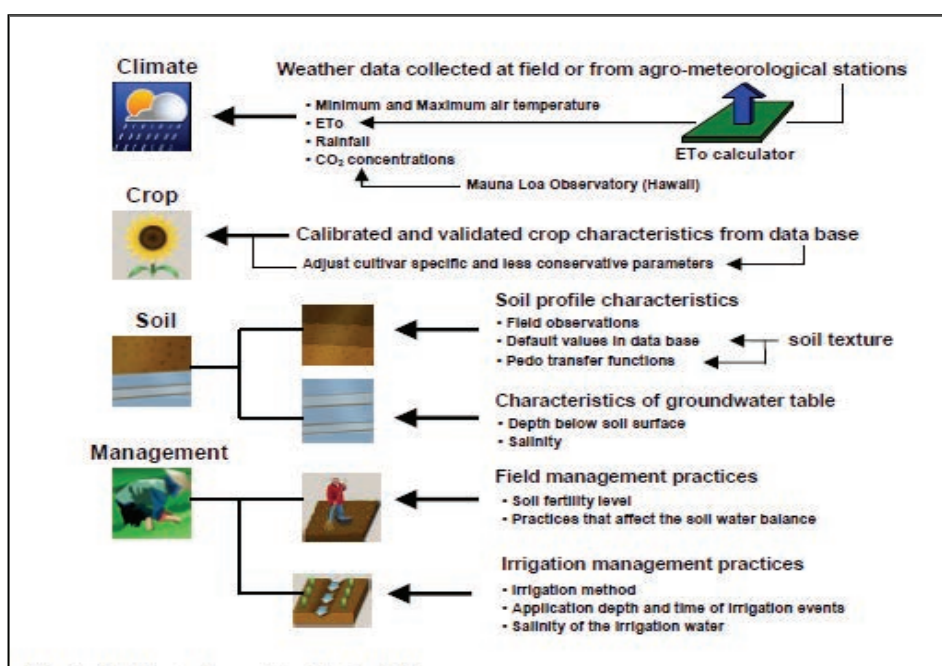 Climate
Weather data collected at field or from agro-meteorological stations
• Minimum and Maximum air temperature
• ETo
• Rainfall
• CO₂ concentrations
ETo calculator
Mauna Loa Observatory (Hawaii)
Crop
Calibrated and validated crop characteristics from data base
Adjust cultivar specific and less conservative parameters
Soil
Soil profile characteristics
• Field observations
• Default values in data base
• Pedo transfer functions
soil texture
Characteristics of groundwater table
• Depth below soil surface
• Salinity
Management
Field management practices
• Soil fertility level
• Practices that affect the soil water balance
Irrigation management practices
• Irrigation method
• Application depth and time of irrigation events
• Salinity of the irrigation water